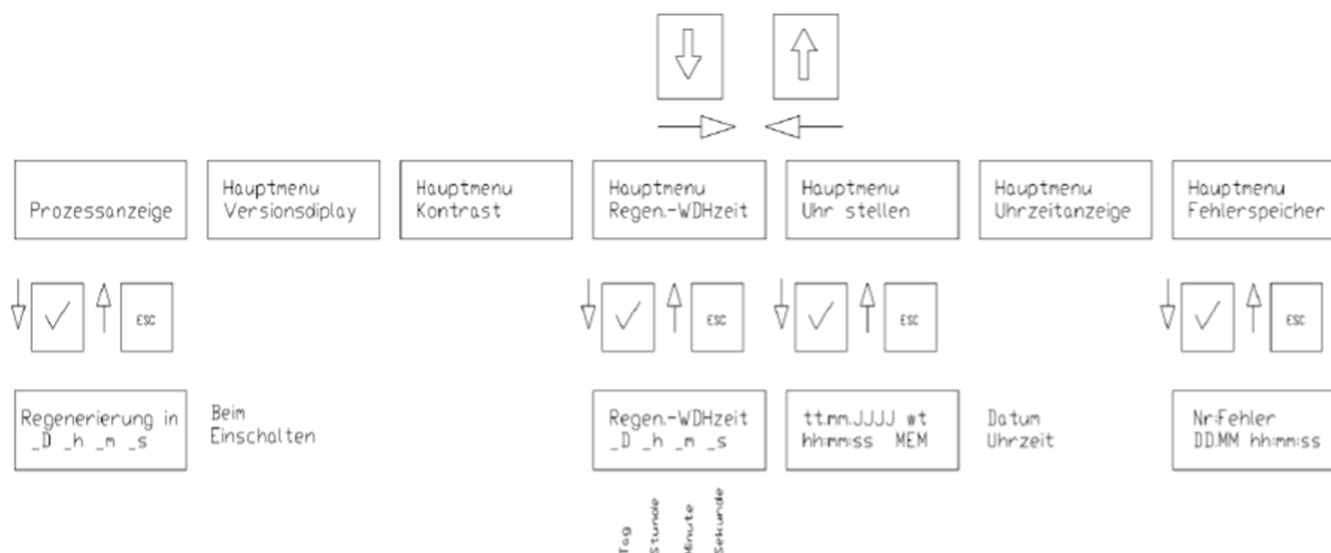 Prozessanzeige
Hauptmenu
Versionsdiplay
Hauptmenu
Kontrast
Hauptmenu
Regen.-WDHzeit
Hauptmenu
Uhr stellen
Hauptmenu
Uhrzeitanzeige
Hauptmenu
Fehlerspeicher
ESC
ESC
ESC
ESC
Regenerierung in
_D _h _m _s
Beim
Einschalten
Regen.-WDHzeit
_D _h _m _s
tt.mm.JJJJ wt
hh:mm:ss MEM
Datum
Uhrzeit
Nr:Fehler
DD.MM hh:mm:ss
Tag
Stunde
Minute
Sekunde